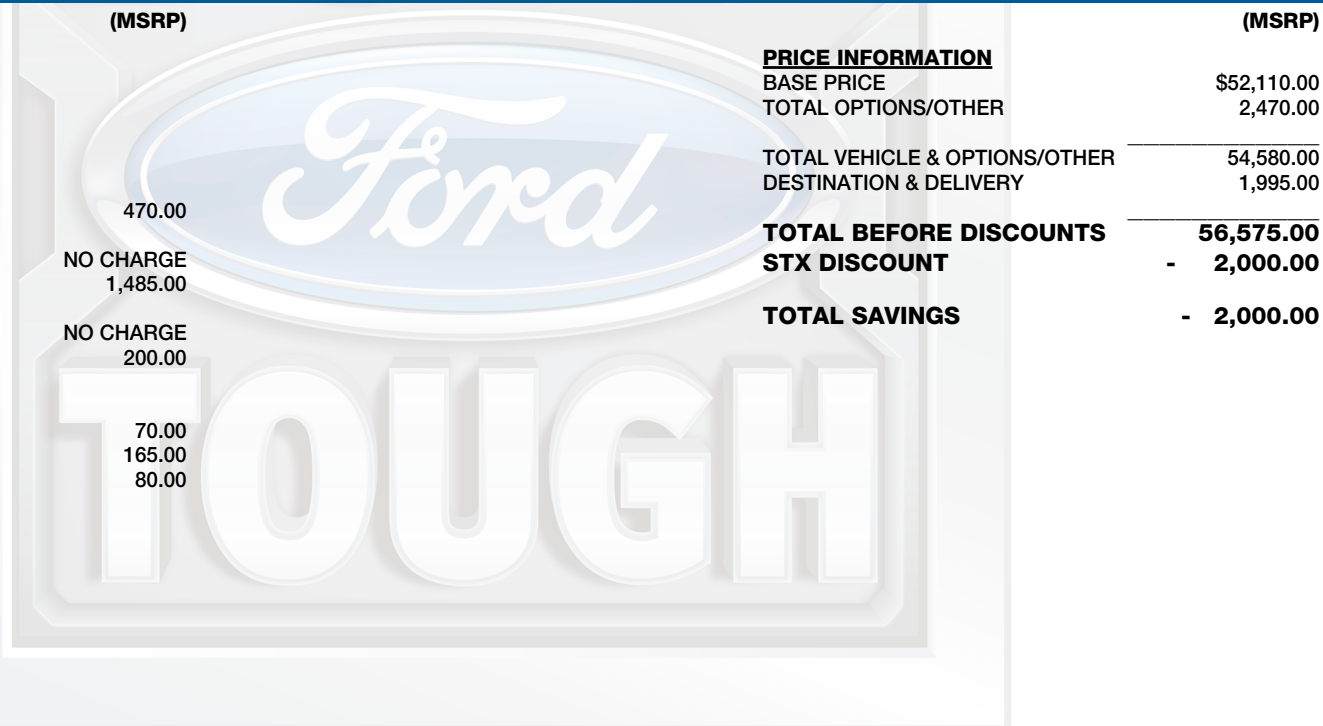 (MSRP)
470.00
NO CHARGE
1,485.00
NO CHARGE
200.00
70.00
165.00
80.00
(MSRP)
PRICE INFORMATION
BASE PRICE $52,110.00
TOTAL OPTIONS/OTHER 2,470.00
TOTAL VEHICLE & OPTIONS/OTHER 54,580.00
DESTINATION & DELIVERY 1,995.00
TOTAL BEFORE DISCOUNTS 56,575.00
STX DISCOUNT - 2,000.00
TOTAL SAVINGS - 2,000.00
Ford
TOUGH